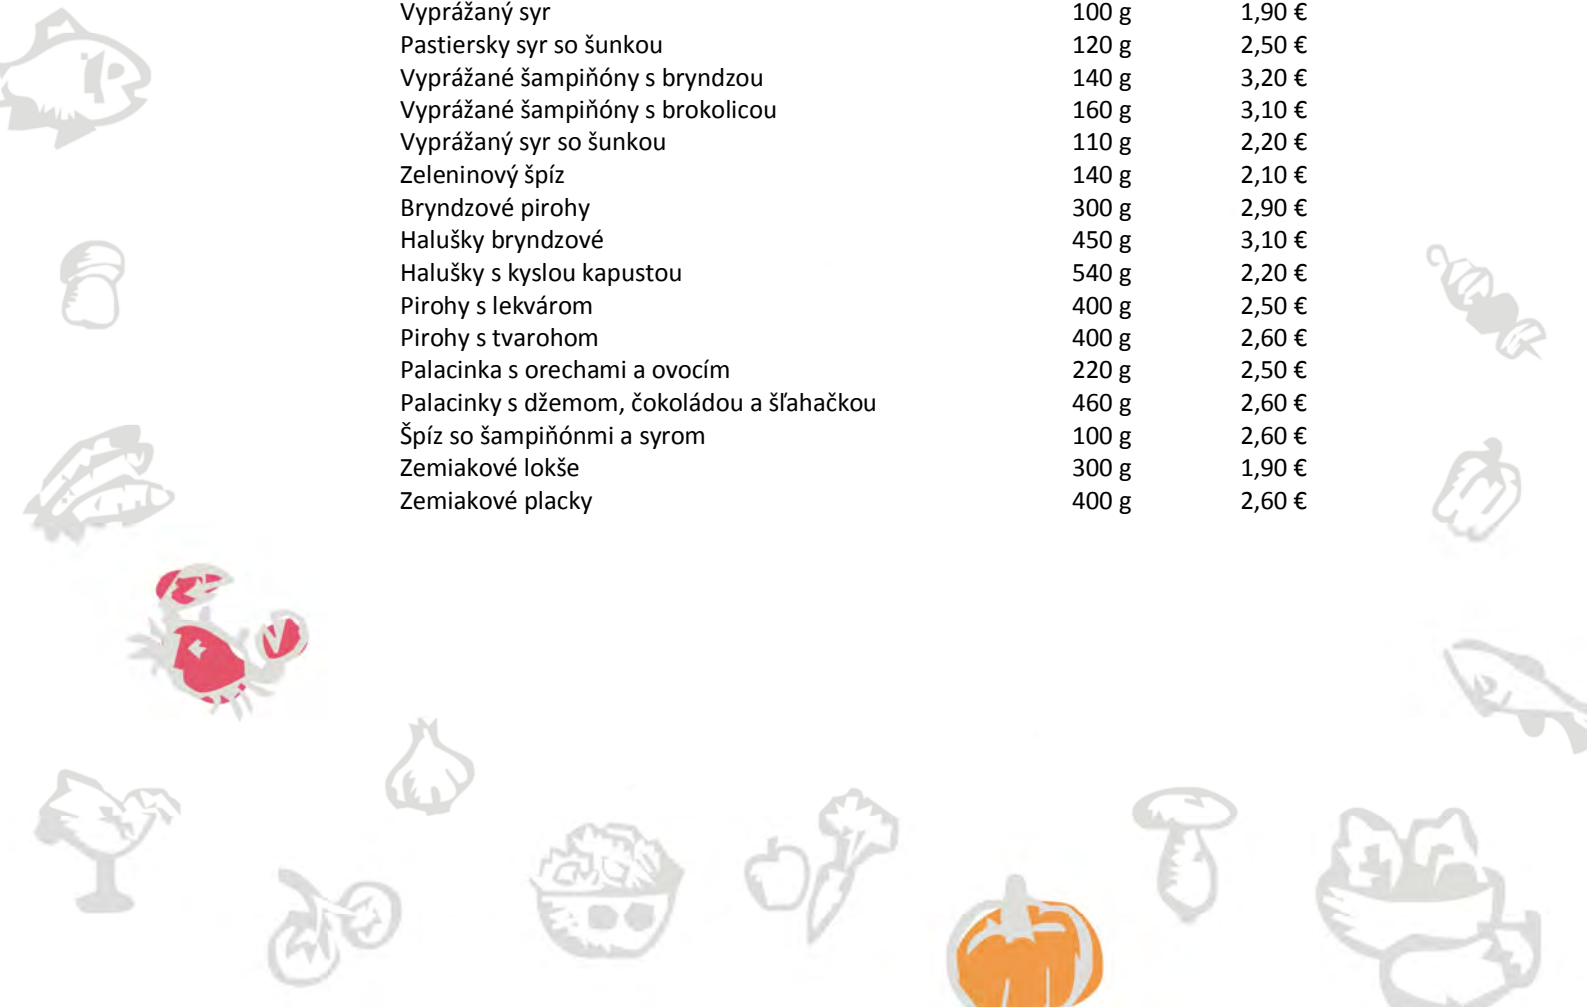 Vyprážaný syr 100 g 1,90 €
Pastiersky syr so šunkou 120 g 2,50 €
Vyprážané šampiňóny s bryndzou 140 g 3,20 €
Vyprážané šampiňóny s brokolicou 160 g 3,10 €
Vyprážaný syr so šunkou 110 g 2,20 €
Zeleninový špíz 140 g 2,10 €
Bryndzové pirohy 300 g 2,90 €
Halušky bryndzové 450 g 3,10 €
Halušky s kyslou kapustou 540 g 2,20 €
Pirohy s lekvárom 400 g 2,50 €
Pirohy s tvarohom 400 g 2,60 €
Palacinka s orechami a ovocím 220 g 2,50 €
Palacinky s džemom, čokoládou a šľahačkou 460 g 2,60 €
Špíz so šampiňónmi a syrom 100 g 2,60 €
Zemiakové lokše 300 g 1,90 €
Zemiakové placky 400 g 2,60 €